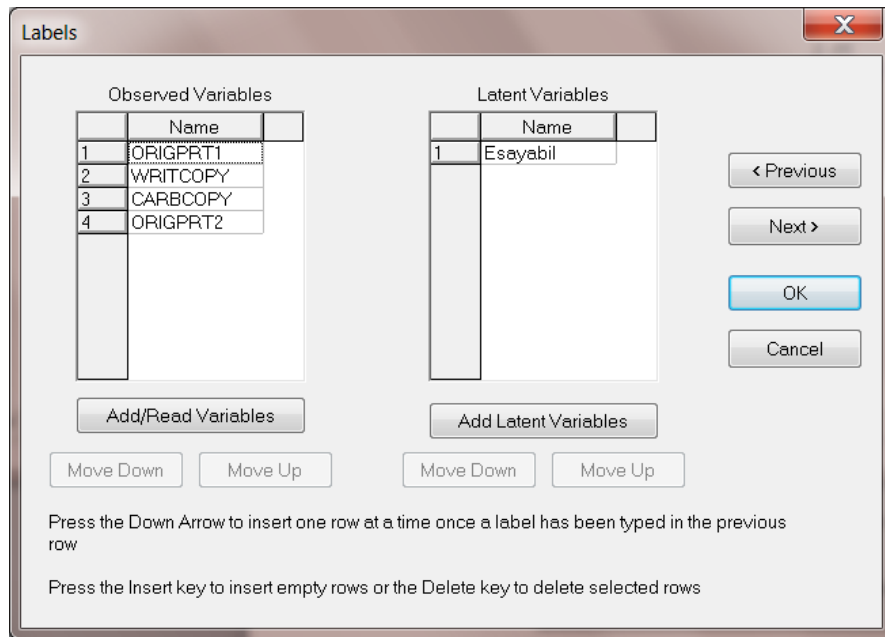 Labels
X
Observed Variables
Name
1 ORIGPRT1
2 WRITCOPY
3 CARBCOPY
4 ORIGPRT2
Add/Read Variables
Move Down Move Up
Latent Variables
Name
1 Esayabil
Add Latent Variables
Move Down Move Up
< Previous
Next >
OK
Cancel
Press the Down Arrow to insert one row at a time once a label has been typed in the previous
row
Press the Insert key to insert empty rows or the Delete key to delete selected rows